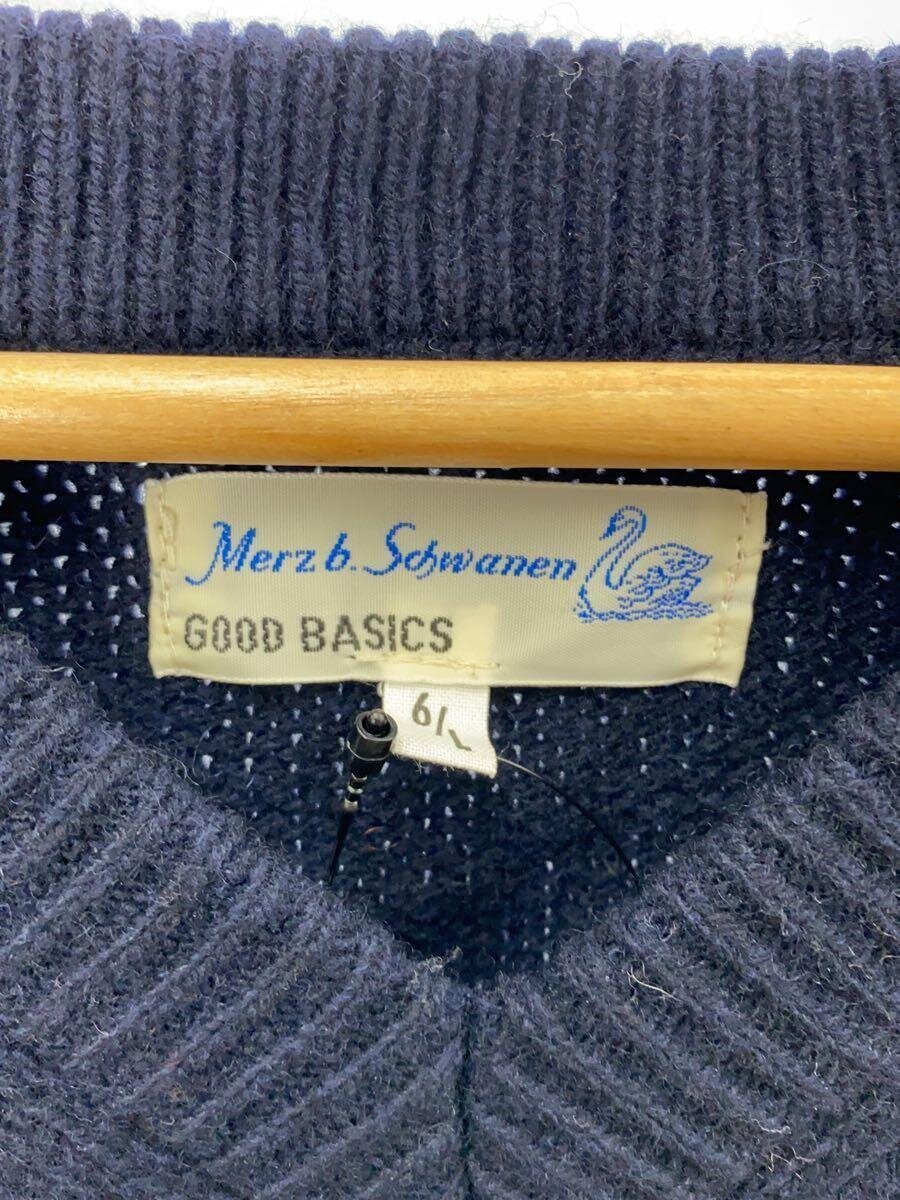 Merz b. Schwanen
GOOD BASICS
6/L